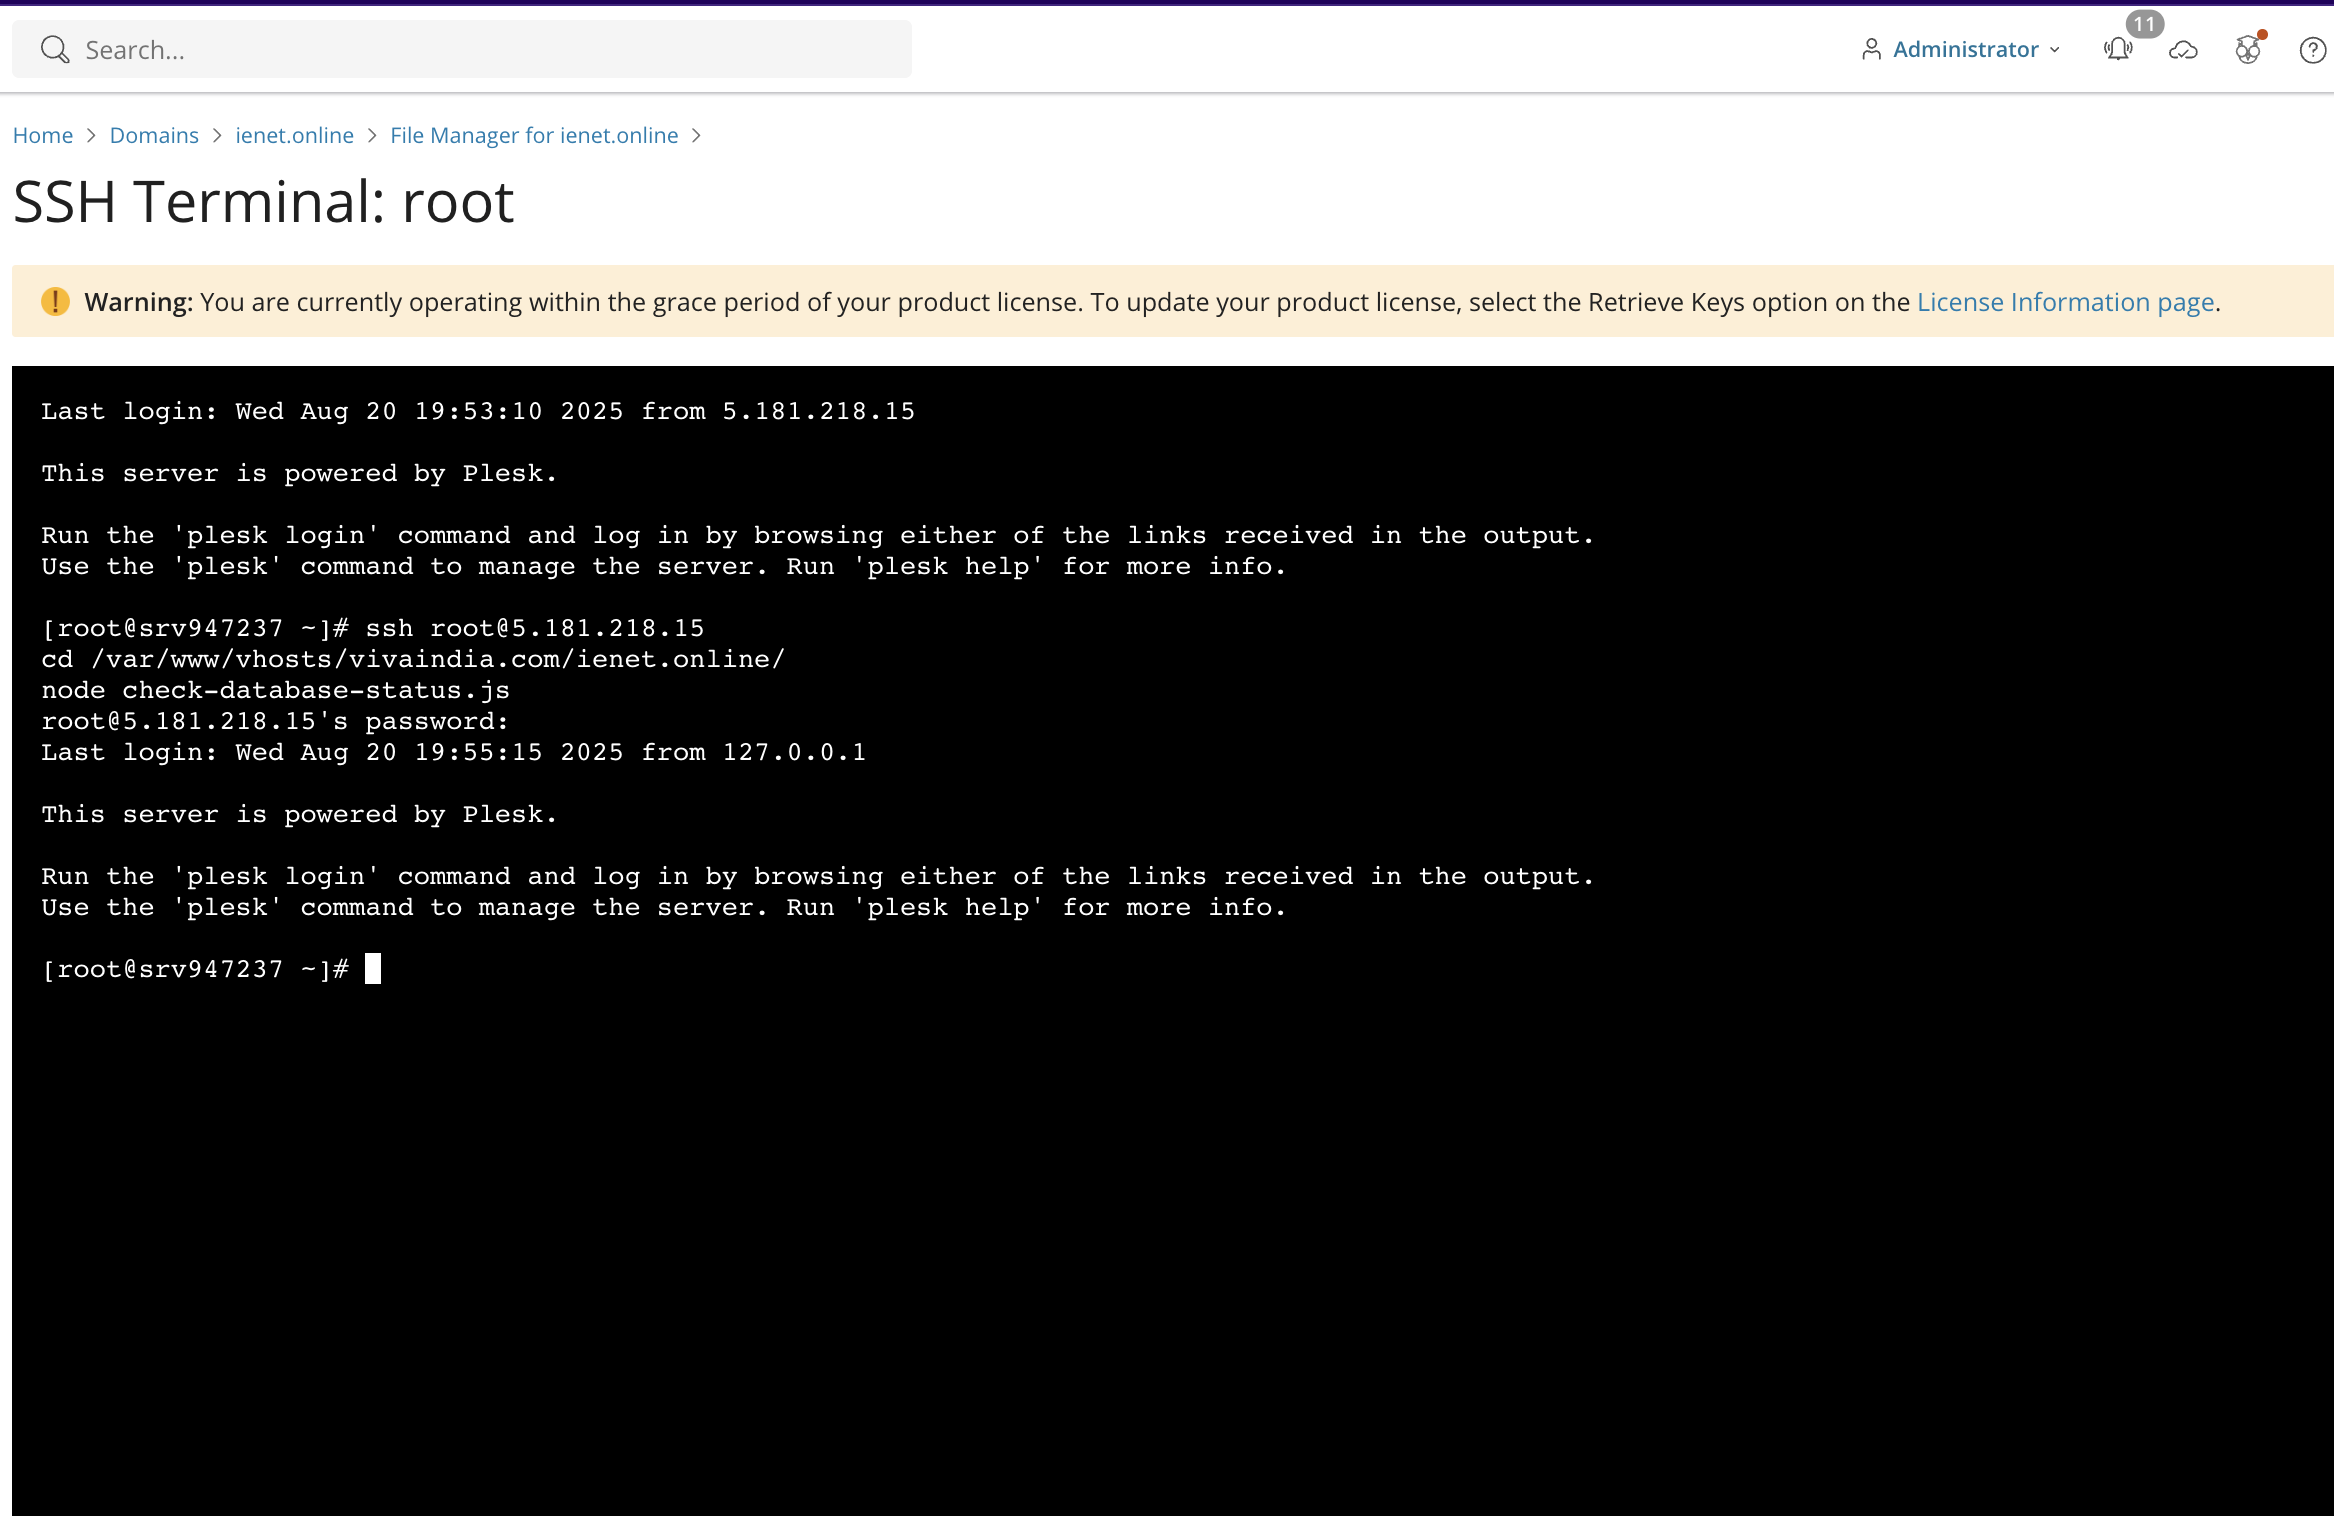 Search...
Administrator
11
Home > Domains > ienet.online > File Manager for ienet.online >
SSH Terminal: root
Warning: You are currently operating within the grace period of your product license. To update your product license, select the Retrieve Keys option on the License Information page.
Last login: Wed Aug 20 19:53:10 2025 from 5.181.218.15
This server is powered by Plesk.
Run the 'plesk login' command and log in by browsing either of the links received in the output.
Use the 'plesk' command to manage the server. Run 'plesk help' for more info.
[root@srv947237 ~]# ssh root@5.181.218.15
cd /var/www/vhosts/vivaindia.com/ienet.online/
node check-database-status.js
root@5.181.218.15's password:
Last login: Wed Aug 20 19:55:15 2025 from 127.0.0.1
This server is powered by Plesk.
Run the 'plesk login' command and log in by browsing either of the links received in the output.
Use the 'plesk' command to manage the server. Run 'plesk help' for more info.
[root@srv947237 ~]#